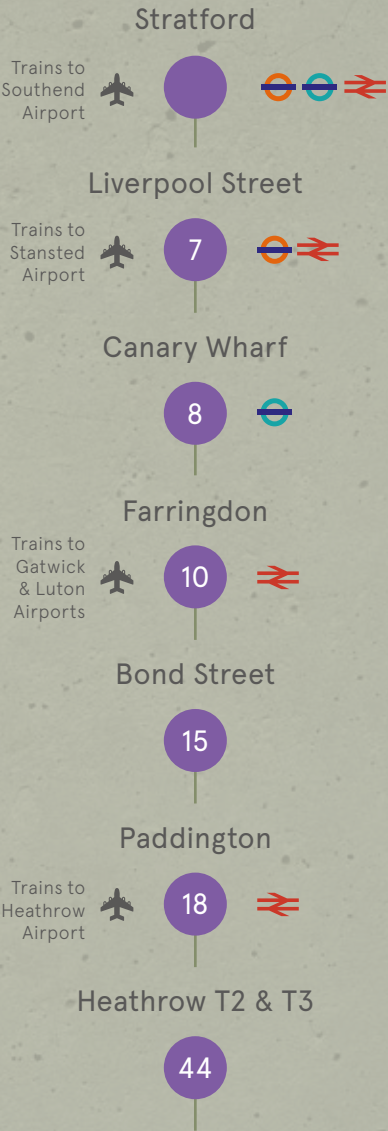 Stratford
Trains to
Southend
Airport
Liverpool Street
Trains to
Stansted
Airport
7
Canary Wharf
8
Farringdon
Trains to
Gatwick
& Luton
Airports
10
Bond Street
15
Paddington
Trains to
Heathrow
Airport
18
Heathrow T2 & T3
44